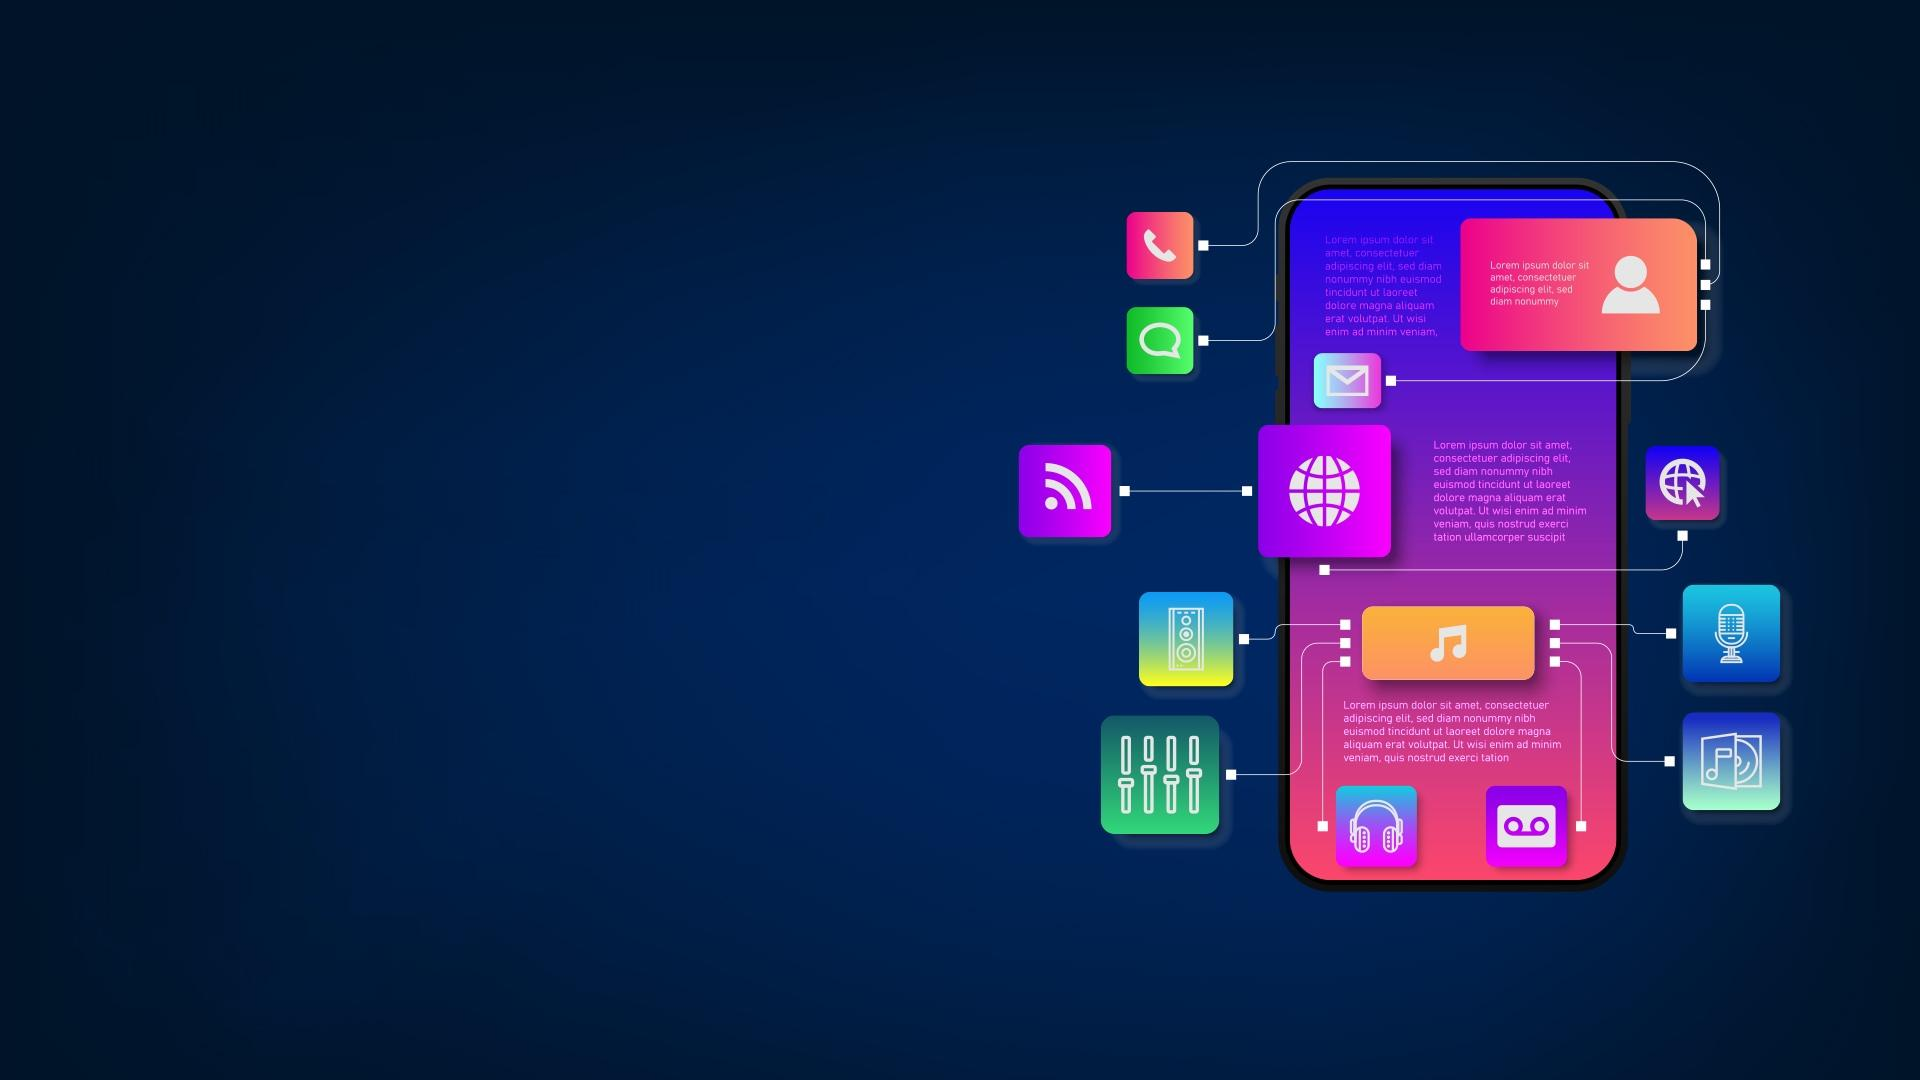 Lorem ipsum dolor sit
amet, consectetuer
adipiscing elit, sed diam
nonummy nibh euismod
tincidunt ut laoreet
dolore magna aliquam
erat volutpat. Ut wisi
enim ad minim veniam,
Lorem ipsum dolor sit
amet, consectetuer
adipiscing elit, sed
diam nonummy
Lorem ipsum dolor sit amet,
consectetuer adipiscing elit,
sed diam nonummy nibh
euismod tincidunt ut laoreet
dolore magna aliquam erat
volutpat. Ut wisi enim ad minim
veniam, quis nostrud exerci
tation ullamcorper suscipit
Lorem ipsum dolor sit amet, consectetuer
adipiscing elit, sed diam nonummy nibh
euismod tincidunt ut laoreet dolore magna
aliquam erat volutpat. Ut wisi enim ad minim
veniam, quis nostrud exerci tation